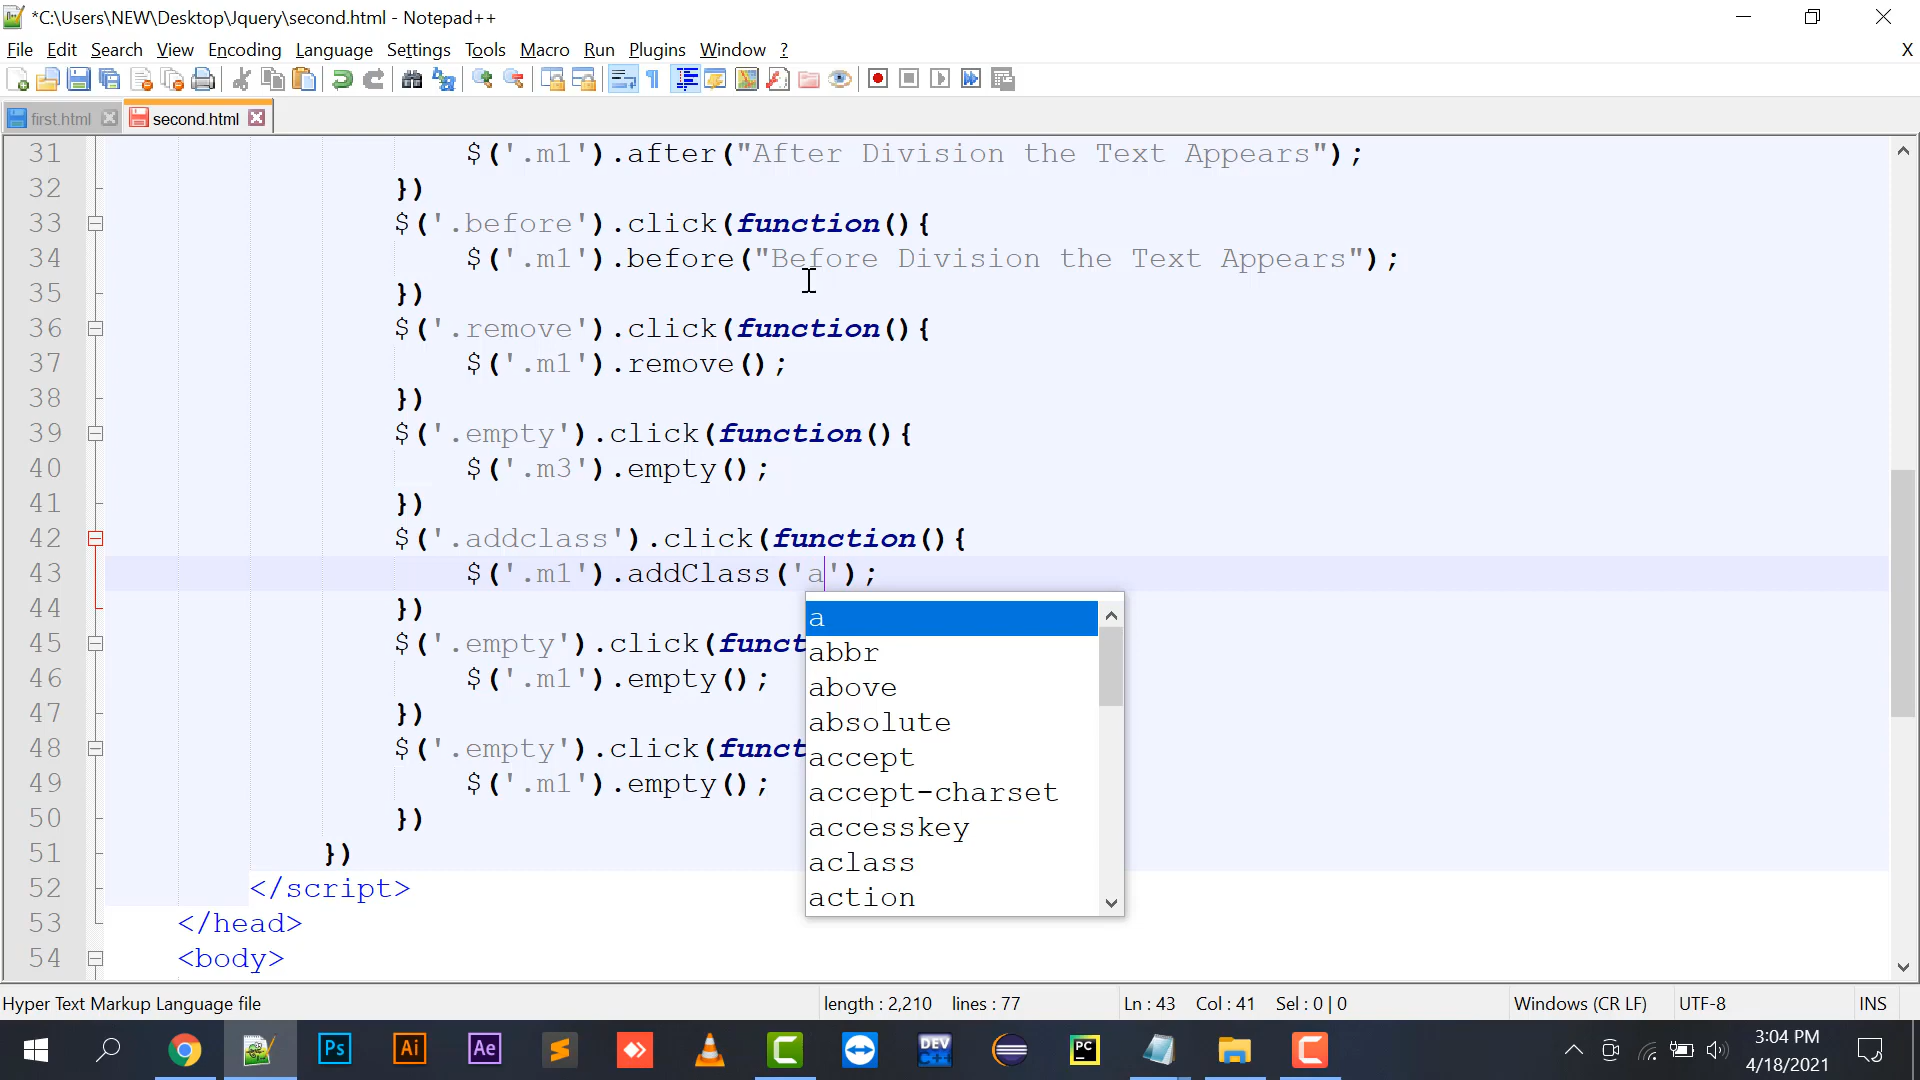 *C:\Users\NEW\Desktop\Jquery\second.html - Notepad++
File Edit Search View Encoding Language Settings Tools Macro Run Plugins Window ? X
first.html second.html
31 $('.m1').after("After Division the Text Appears");
32 })
33 $('.before').click(function(){
34 $('.m1').before("Before Division the Text Appears");
35 })
36 $('.remove').click(function(){
37 $('.m1').remove();
38 })
39 $('.empty').click(function(){
40 $('.m3').empty();
41 })
42 $('.addclass').click(function(){
43 $('.m1').addClass('a');
44 })
45 $('.empty').click(funct
46 $('.m1').empty();
47 })
48 $('.empty').click(funct
49 $('.m1').empty();
50 })
51 })
52 </script>
53 </head>
54 <body>
a
abbr
above
absolute
accept
accept-charset
accesskey
aclass
action
Hyper Text Markup Language file length : 2,210 lines : 77 Ln : 43 Col : 41 Sel : 0 | 0 Windows (CR LF) UTF-8 INS
Ps Ai Ae DEV C++ PC
3:04 PM
4/18/2021